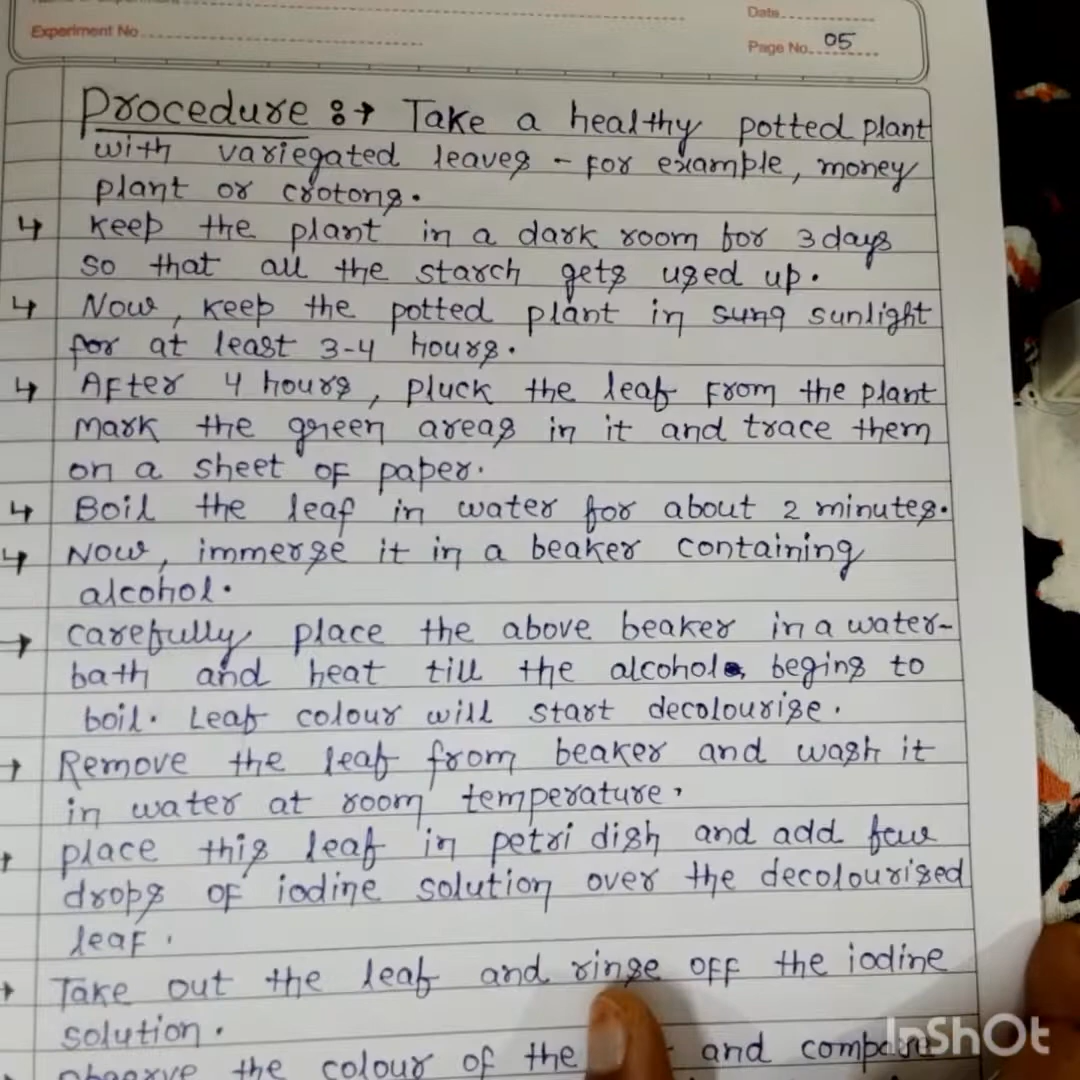 Date
Experiment No
Page No. 05
Procedure :→ Take a healthy potted plant
with variegated leaves - for example, money
plant or crotons.
↳ Keep the plant in a dark room for 3 days
so that all the starch gets used up.
↳ Now, keep the potted plant in sung sunlight
for at least 3-4 hours.
↳ After 4 hours, pluck the leaf from the plant
mark the green areas in it and trace them
on a sheet of paper.
↳ Boil the leaf in water for about 2 minutes.
↳ Now, immerse it in a beaker containing
alcohol.
→ carefully place the above beaker in a water-
bath and heat till the alcohol begins to
boil. Leaf colour will start decolourise.
→ Remove the leaf from beaker and wash it
in water at room temperature.
→ place this leaf in petri dish and add few
drops of iodine solution over the decolourised
leaf.
→ Take out the leaf and rinse off the iodine
solution.
observe the colour of the and compare
InShOt